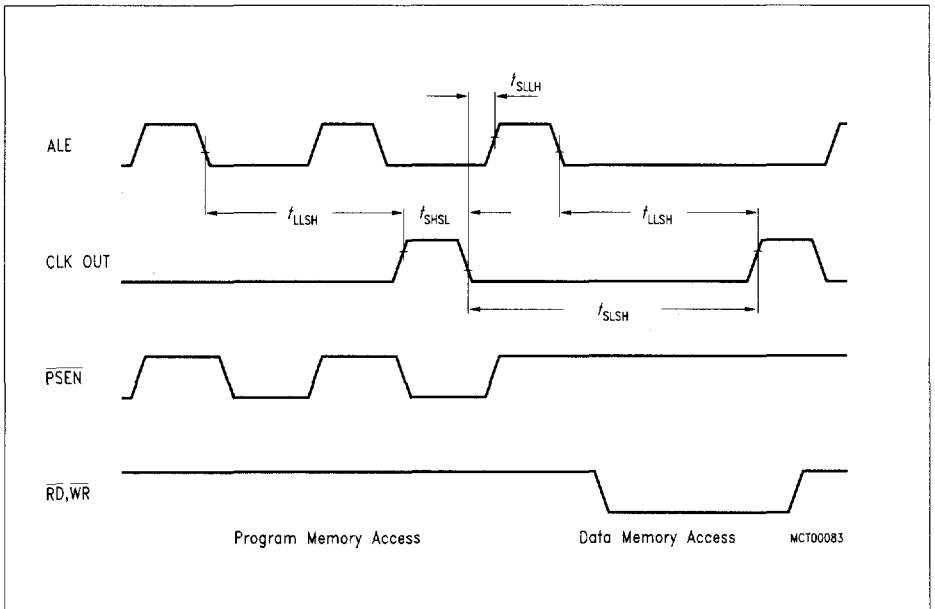 t_SLLH
ALE
t_LLSH t_SHSL t_LLSH
CLK OUT
t_SLSH
PSEN
RD,WR
Program Memory Access Data Memory Access MCT00083